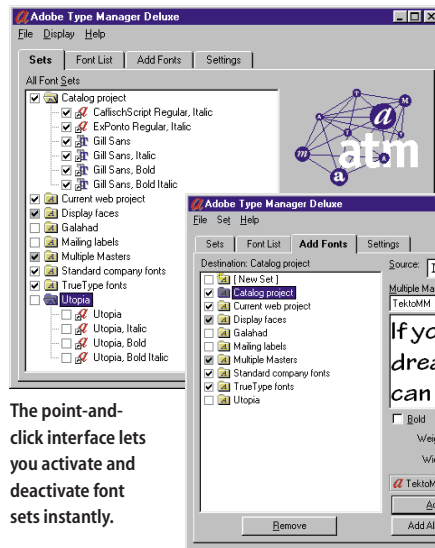 Adobe Type Manager Deluxe
File Display Help
Sets Font List Add Fonts Settings
All Font Sets
Catalog project
CaflischScript Regular, Italic
ExPonto Regular, Italic
Gill Sans
Gill Sans, Italic
Gill Sans, Bold
Gill Sans, Bold Italic
Current web project
Display faces
Galahad
Mailing labels
Multiple Masters
Standard company fonts
TrueType fonts
Utopia
Utopia
Utopia, Italic
Utopia, Bold
Utopia, Bold Italic
atm
Adobe Type Manager Deluxe
File Set Help
Sets Font List Add Fonts Settings
Destination: Catalog project
[ New Set ]
Catalog project
Current web project
Display faces
Galahad
Mailing labels
Multiple Masters
Standard company fonts
TrueType fonts
Utopia
Remove
Source:
Multiple Ma
TektoMM
If yo
drea
can
Bold
Wei
Wi
TektoM
Add Al
The point-and-
click interface lets
you activate and
deactivate font
sets instantly.